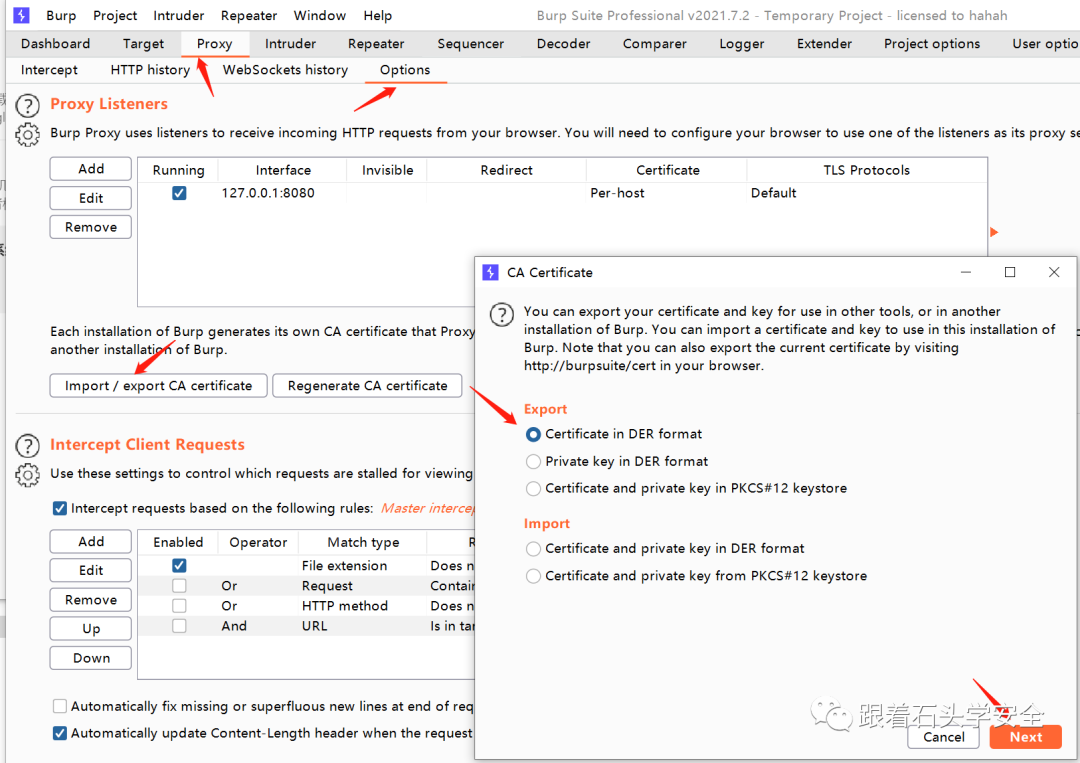 Burp Project Intruder Repeater Window Help Burp Suite Professional v2021.7.2 - Temporary Project - licensed to hahah
Dashboard Target Proxy Intruder Repeater Sequencer Decoder Comparer Logger Extender Project options User optio
Intercept HTTP history WebSockets history Options
? Proxy Listeners
Burp Proxy uses listeners to receive incoming HTTP requests from your browser. You will need to configure your browser to use one of the listeners as its proxy se
Add
Edit
Remove
Running Interface Invisible Redirect Certificate TLS Protocols
127.0.0.1:8080 Per-host Default
Each installation of Burp generates its own CA certificate that Proxy
another installation of Burp.
Import / export CA certificate Regenerate CA certificate
? Intercept Client Requests
Use these settings to control which requests are stalled for viewing
Intercept requests based on the following rules: Master intercep
Add
Edit
Remove
Up
Down
Enabled Operator Match type R
File extension Does n
Or Request Contain
Or HTTP method Does n
And URL Is in tar
Automatically fix missing or superfluous new lines at end of req
Automatically update Content-Length header when the request
CA Certificate
? You can export your certificate and key for use in other tools, or in another
installation of Burp. You can import a certificate and key to use in this installation of
Burp. Note that you can also export the current certificate by visiting
http://burpsuite/cert in your browser.
Export
Certificate in DER format
Private key in DER format
Certificate and private key in PKCS#12 keystore
Import
Certificate and private key in DER format
Certificate and private key from PKCS#12 keystore
跟着石头学安全
Cancel Next